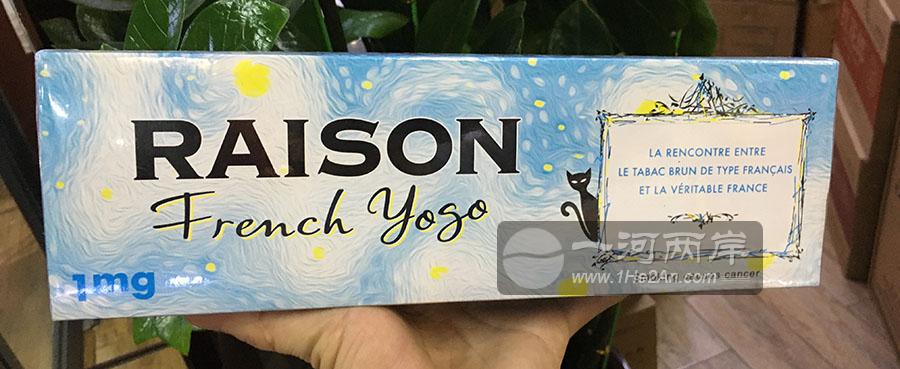 RAISON
French Yogo
1mg
LA RENCONTRE ENTRE
LE TABAC BRUN DE TYPE FRANÇAIS
ET LA VÉRITABLE FRANCE
一河两岸
www.1He2An.com
cancer